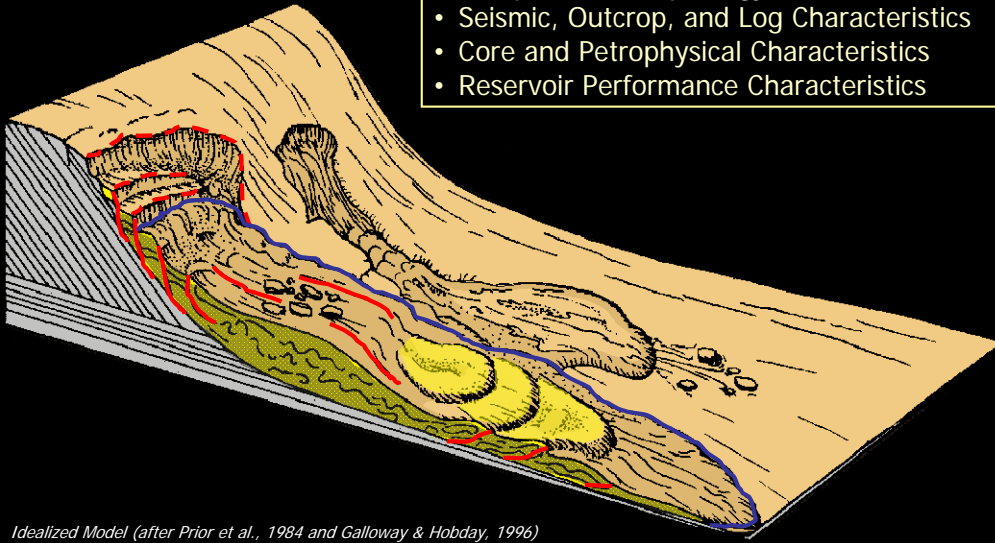 • Seismic, Outcrop, and Log Characteristics
• Core and Petrophysical Characteristics
• Reservoir Performance Characteristics
Idealized Model (after Prior et al., 1984 and Galloway & Hobday, 1996)